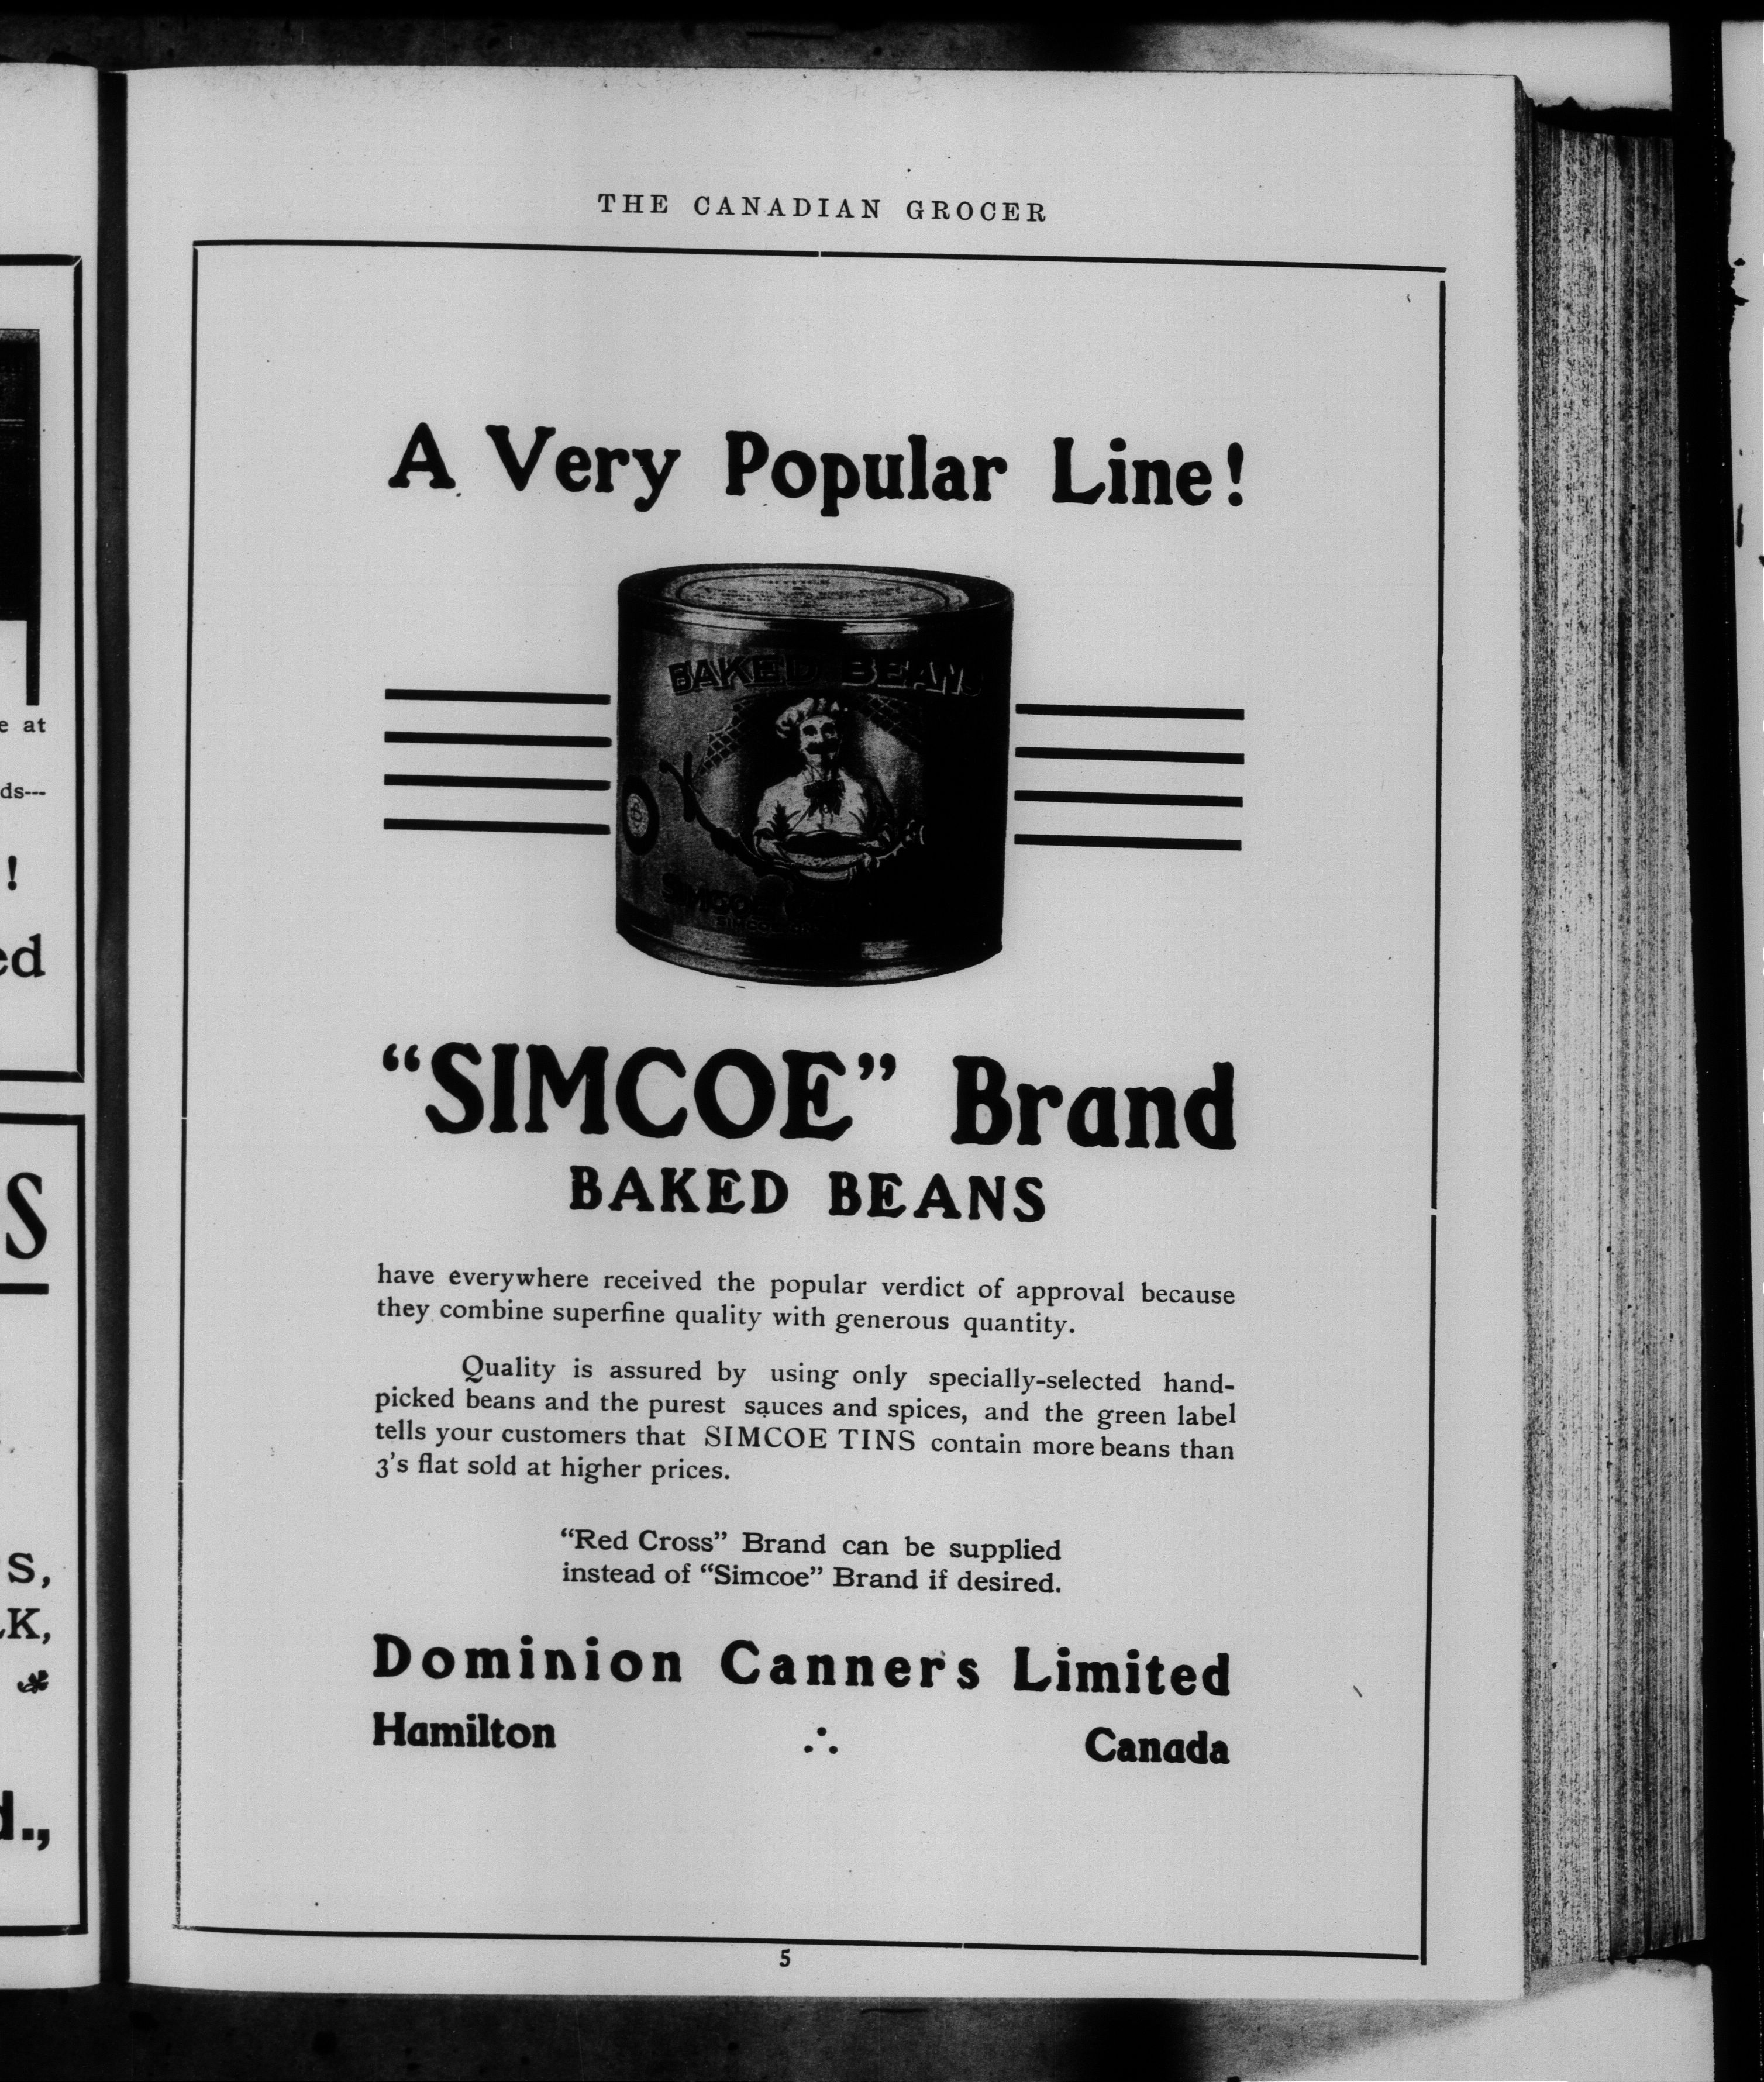 THE CANADIAN GROCER
A Very Popular Line!
BAKED BEANS
"SIMCOE" Brand
BAKED BEANS
have everywhere received the popular verdict of approval because
they combine superfine quality with generous quantity.
Quality is assured by using only specially-selected hand-
picked beans and the purest sauces and spices, and the green label
tells your customers that SIMCOE TINS contain more beans than
3's flat sold at higher prices.
"Red Cross" Brand can be supplied
instead of "Simcoe" Brand if desired.
Dominion Canners Limited
Hamilton ∴ Canada
5
e at
ds---
!
ed
S
s,
K,
d.,